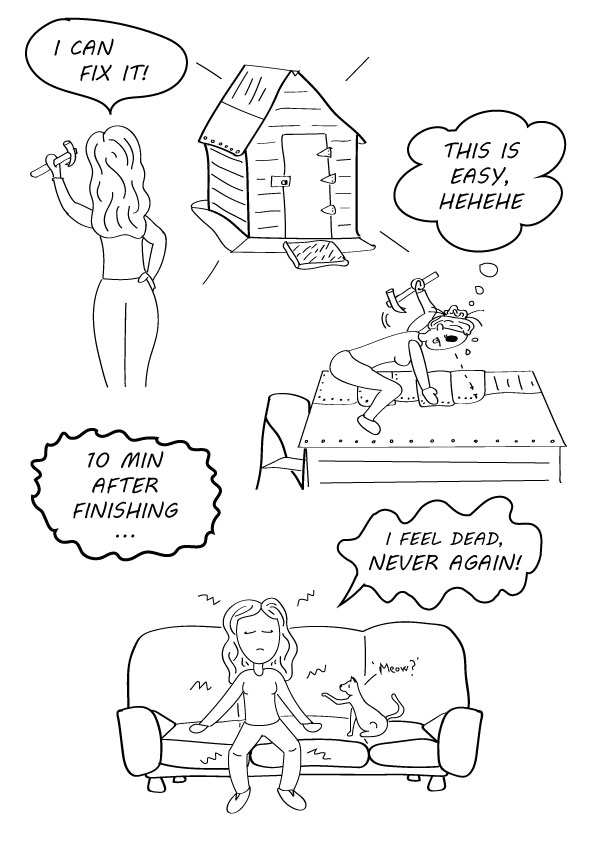 I CAN
FIX IT!
THIS IS
EASY,
HEHEHE
10 MIN
AFTER
FINISHING
...
I FEEL DEAD,
NEVER AGAIN!
'Meow?'